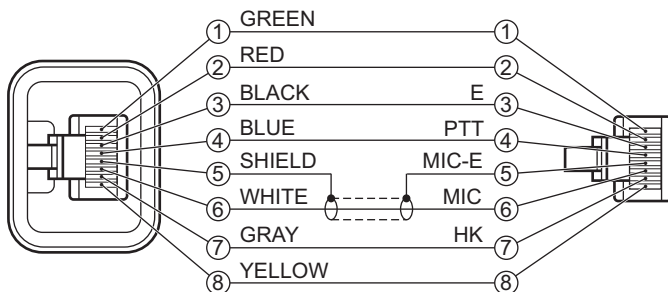 ① GREEN ①
② RED ②
③ BLACK E ③
④ BLUE PTT ④
⑤ SHIELD MIC-E ⑤
⑥ WHITE MIC ⑥
⑦ GRAY HK ⑦
⑧ YELLOW ⑧